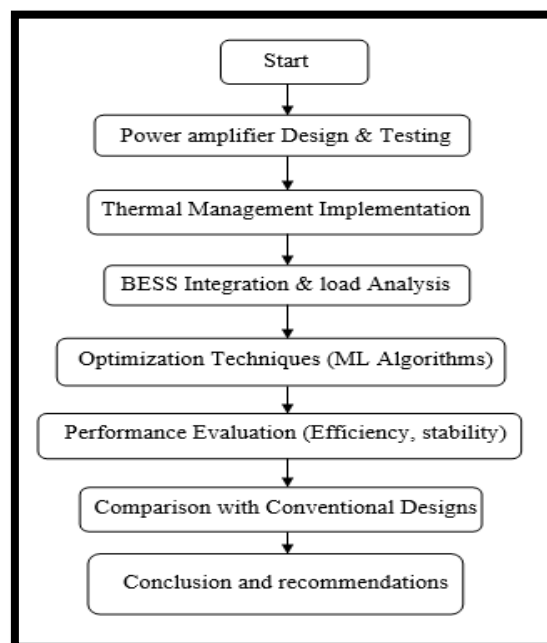 Start
Power amplifier Design & Testing
Thermal Management Implementation
BESS Integration & load Analysis
Optimization Techniques (ML Algorithms)
Performance Evaluation (Efficiency, stability)
Comparison with Conventional Designs
Conclusion and recommendations